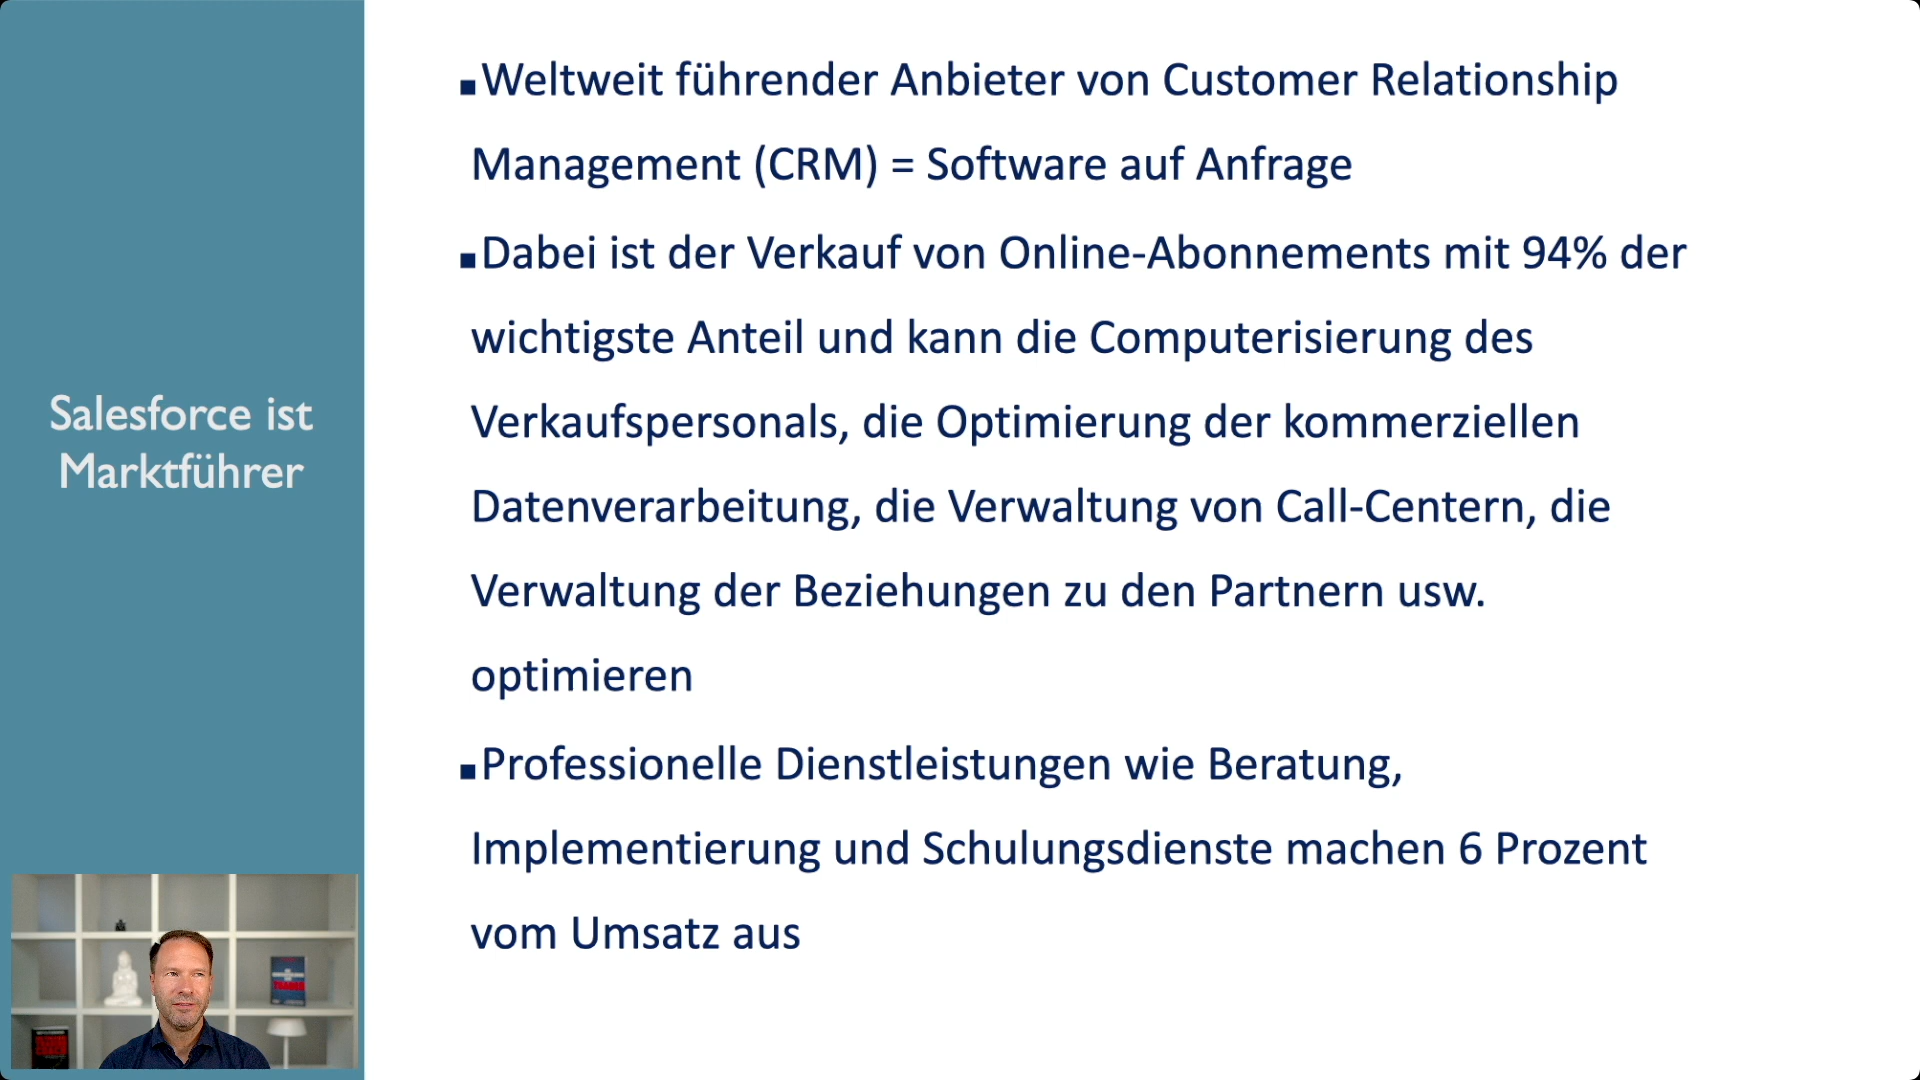 Salesforce ist
Marktführer
▪Weltweit führender Anbieter von Customer Relationship
Management (CRM) = Software auf Anfrage
▪Dabei ist der Verkauf von Online-Abonnements mit 94% der
wichtigste Anteil und kann die Computerisierung des
Verkaufspersonals, die Optimierung der kommerziellen
Datenverarbeitung, die Verwaltung von Call-Centern, die
Verwaltung der Beziehungen zu den Partnern usw.
optimieren
▪Professionelle Dienstleistungen wie Beratung,
Implementierung und Schulungsdienste machen 6 Prozent
vom Umsatz aus